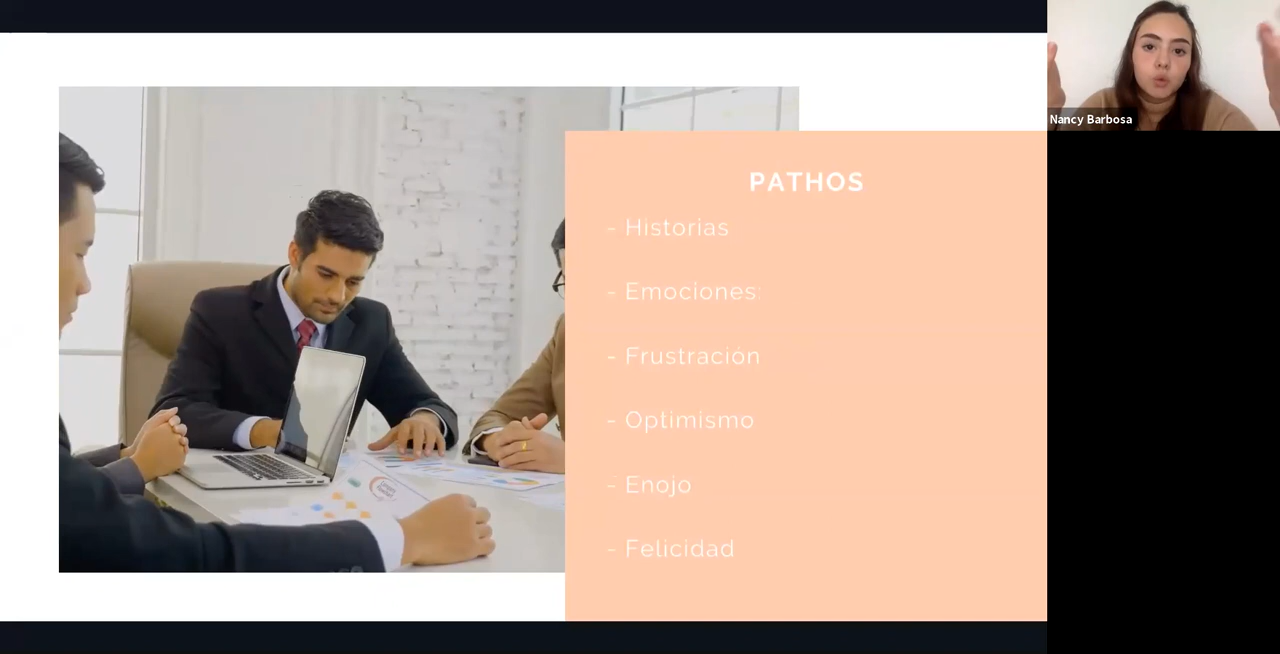 PATHOS
- Historias
- Emociones:
- Frustración
- Optimismo
- Enojo
- Felicidad
Nancy Barbosa